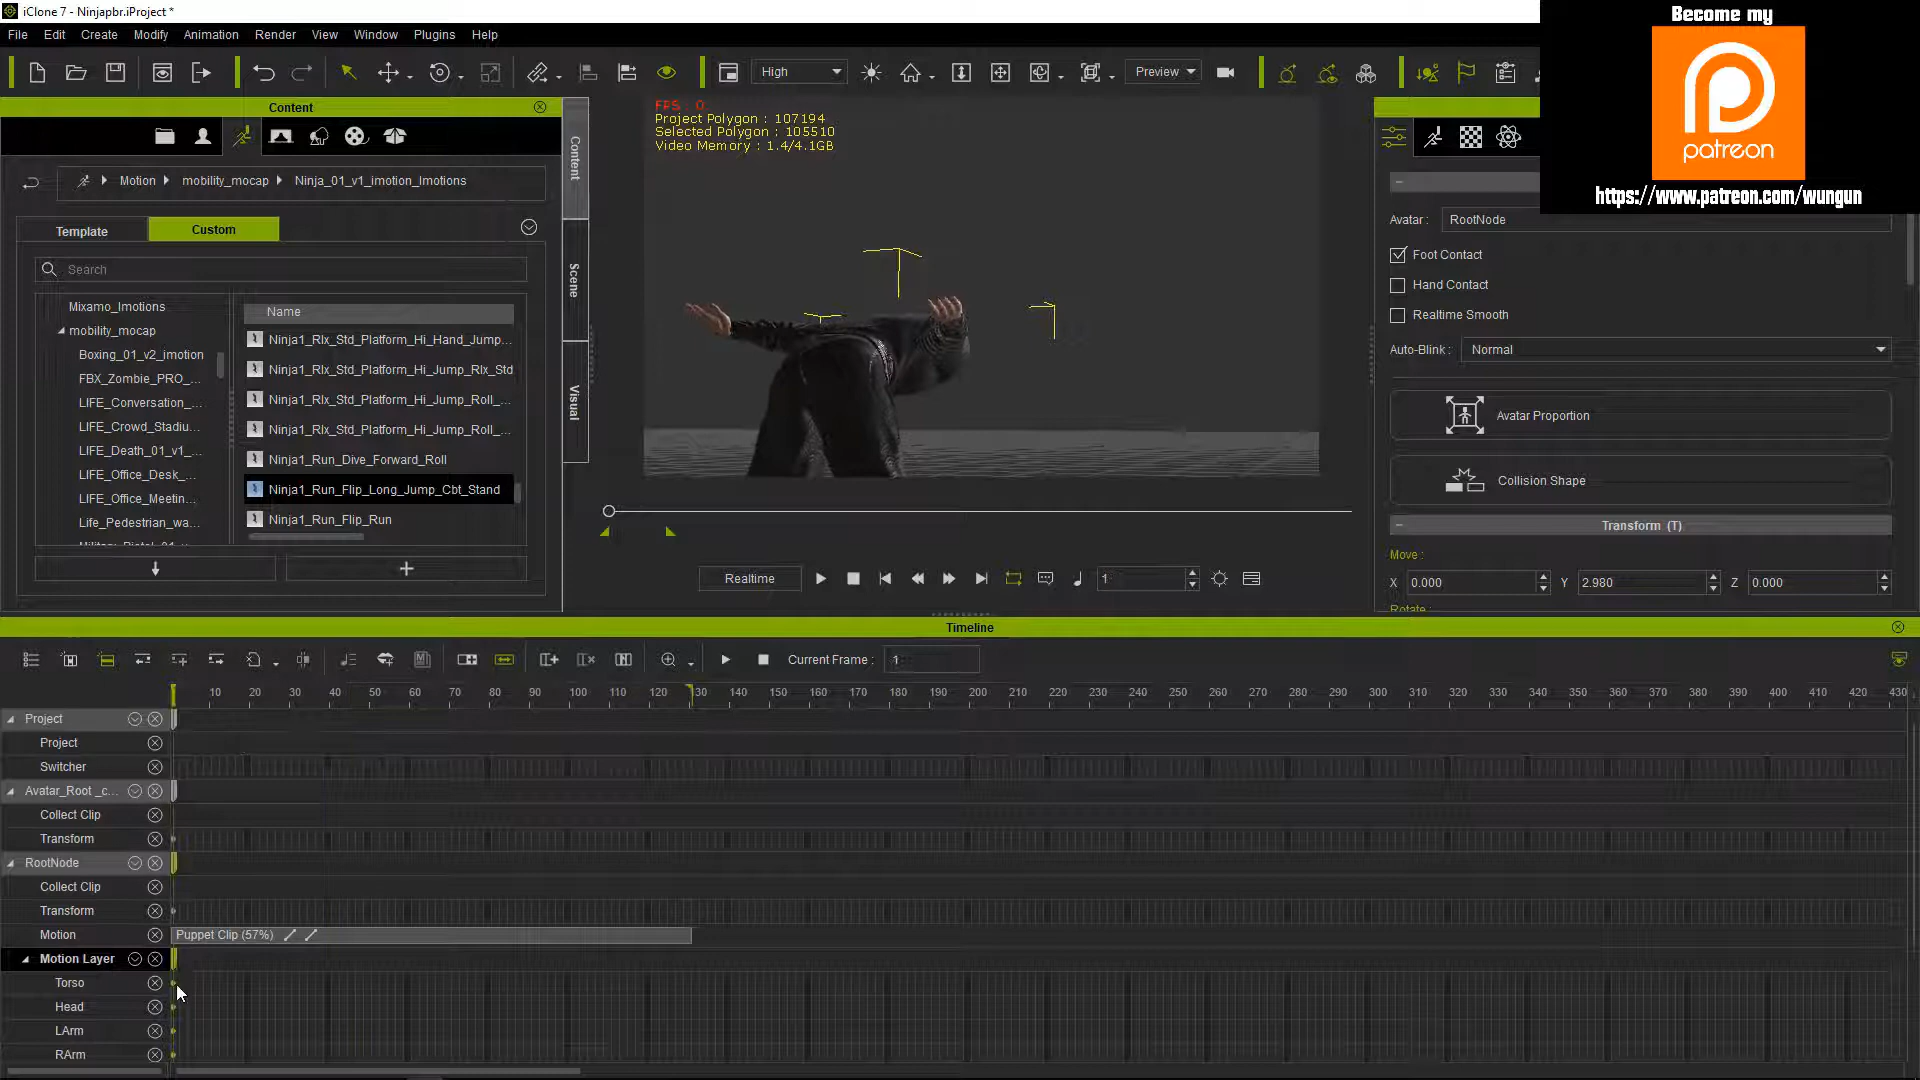 iClone 7 - Ninjapbr.iProject *
File Edit Create Modify Animation Render View Window Plugins Help
High
Preview
Become my
patreon
https://www.patreon.com/wungun
Content
Motion mobility_mocap Ninja_01_v1_imotion_Imotions
Template
Custom
Search
Mixamo_Imotions
mobility_mocap
Boxing_01_v2_imotion
FBX_Zombie_PRO_...
LIFE_Conversation_...
LIFE_Crowd_Stadiu...
LIFE_Death_01_v1_...
LIFE_Office_Desk_...
LIFE_Office_Meetin...
Life_Pedestrian_wa...
Name
Ninja1_Rlx_Std_Platform_Hi_Hand_Jump...
Ninja1_Rlx_Std_Platform_Hi_Jump_Rlx_Std
Ninja1_Rlx_Std_Platform_Hi_Jump_Roll_...
Ninja1_Rlx_Std_Platform_Hi_Jump_Roll_...
Ninja1_Run_Dive_Forward_Roll
Ninja1_Run_Flip_Long_Jump_Cbt_Stand
Ninja1_Run_Flip_Run
Content
Scene
Visual
FPS : 0
Project Polygon : 107194
Selected Polygon : 105510
Video Memory : 1.4/4.1GB
Realtime
1
Avatar : RootNode
Foot Contact
Hand Contact
Realtime Smooth
Auto-Blink : Normal
Avatar Proportion
Collision Shape
Transform (T)
Move :
X 0.000 Y 2.980 Z 0.000
Rotate :
Timeline
Current Frame : 1
10 20 30 40 50 60 70 80 90 100 110 120 130 140 150 160 170 180 190 200 210 220 230 240 250 260 270 280 290 300 310 320 330 340 350 360 370 380 390 400 410 420 430
Project
Project
Switcher
Avatar_Root _c...
Collect Clip
Transform
RootNode
Collect Clip
Transform
Motion Puppet Clip (57%)
Motion Layer
Torso
Head
LArm
RArm